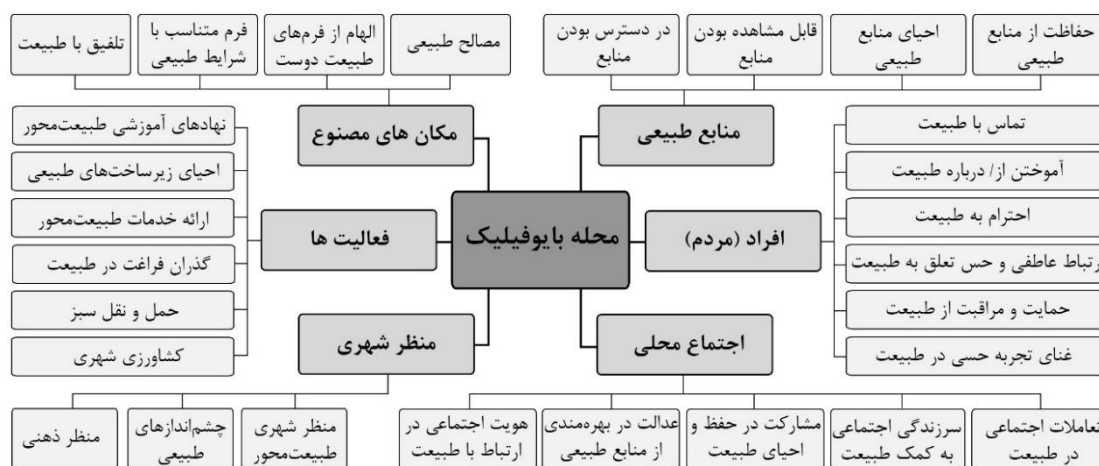 حفاظت از منابع
طبیعی
احیای منابع
طبیعی
قابل مشاهده بودن
منابع
در دسترس بودن
منابع
مصالح طبیعی
الهام از فرم‌های
طبیعت دوست
فرم متناسب با
شرایط طبیعی
تلفیق با طبیعت
منابع طبیعی
مکان های مصنوع
تماس با طبیعت
آموختن از/ درباره طبیعت
احترام به طبیعت
ارتباط عاطفی و حس تعلق به طبیعت
حمایت و مراقبت از طبیعت
غنای تجربه حسی در طبیعت
افراد (مردم)
محله بایوفیلیک
فعالیت ها
نهادهای آموزشی طبیعت‌محور
احیای زیرساخت‌های طبیعی
ارائه خدمات طبیعت‌محور
گذران فراغت در طبیعت
حمل و نقل سبز
کشاورزی شهری
اجتماع محلی
منظر شهری
تعاملات اجتماعی
در طبیعت
سرزندگی اجتماعی
به کمک طبیعت
مشارکت در حفظ و
احیای طبیعت
عدالت در بهره‌مندی
از منابع طبیعی
هویت اجتماعی در
ارتباط با طبیعت
منظر شهری
طبیعت‌محور
چشم‌اندازهای
طبیعی
منظر ذهنی